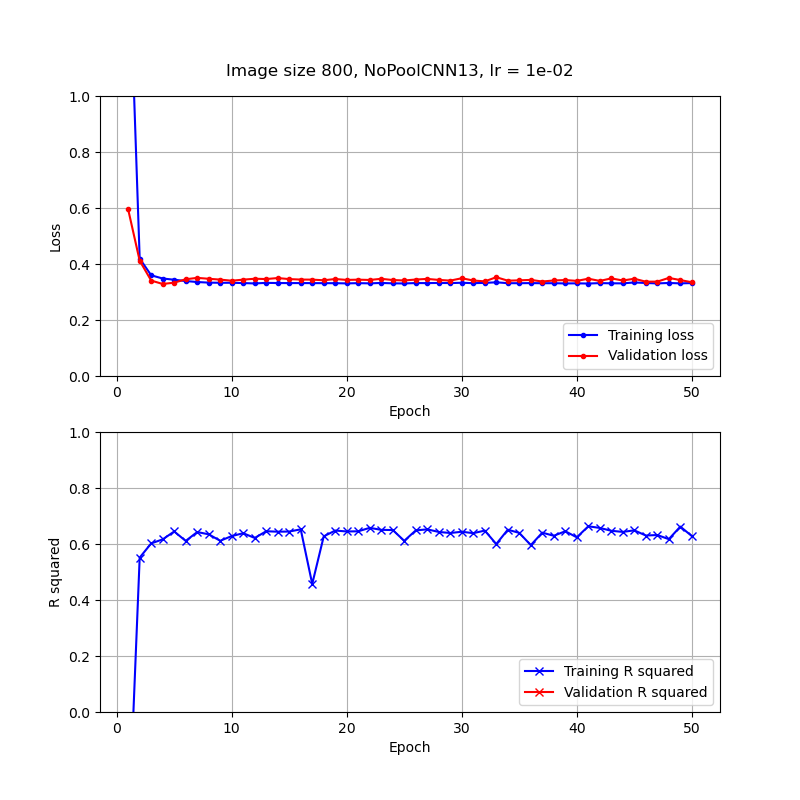 Image size 800, NoPoolCNN13, lr = 1e-02
1.0
0.8
0.6
0.4
0.2
0.0
Loss
Training loss
Validation loss
0 10 20 30 40 50
Epoch
1.0
0.8
0.6
0.4
0.2
0.0
R squared
Training R squared
Validation R squared
0 10 20 30 40 50
Epoch